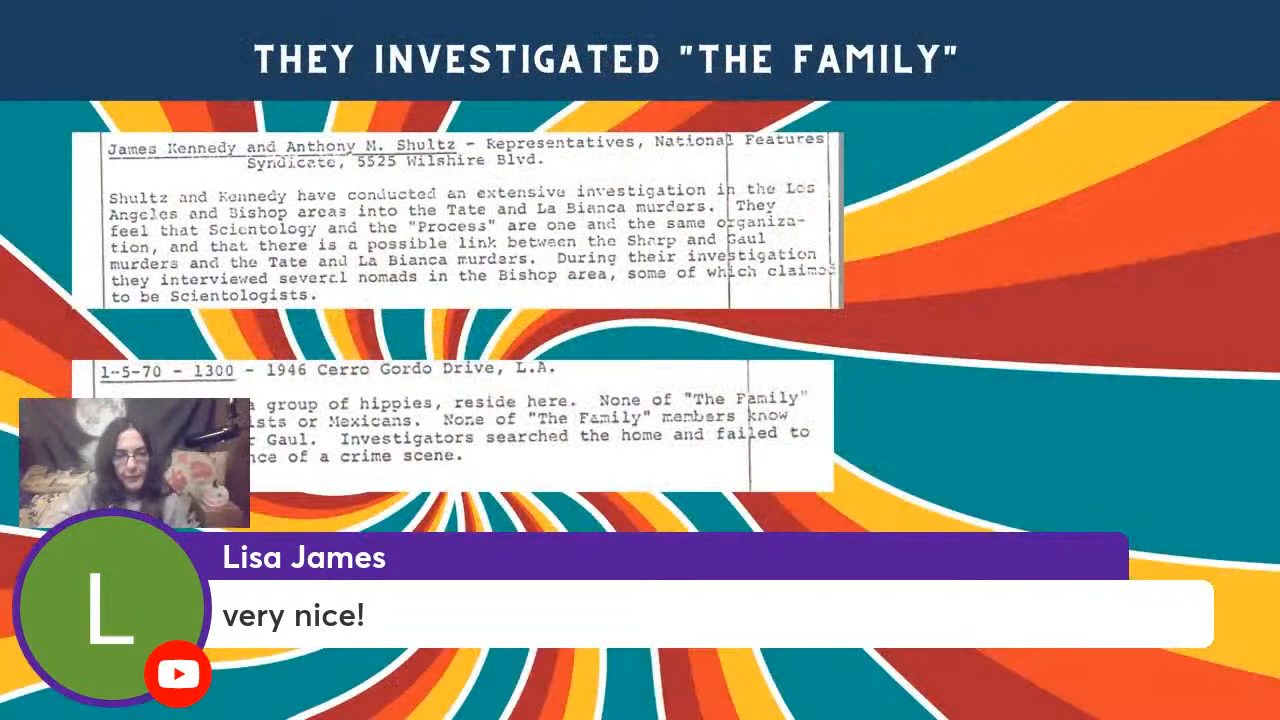 THEY INVESTIGATED "THE FAMILY"
James Kennedy and Anthony M. Shultz - Representatives, National Features
Syndicate, 5525 Wilshire Blvd.
Shultz and Kennedy have conducted an extensive investigation in the Los
Angeles and Bishop areas into the Tate and La Bianca murders. They
feel that Scientology and the "Process" are one and the same organiza-
tion, and that there is a possible link between the Sharp and Gaul
murders and the Tate and La Bianca murders. During their investigation
they interviewed several nomads in the Bishop area, some of which claimed
to be Scientologists.
1-5-70 - 1300 - 1946 Cerro Gordo Drive, L.A.
a group of hippies, reside here. None of "The Family"
ists or Mexicans. None of "The Family" members know
r Gaul. Investigators searched the home and failed to
nce of a crime scene.
Lisa James
L
very nice!